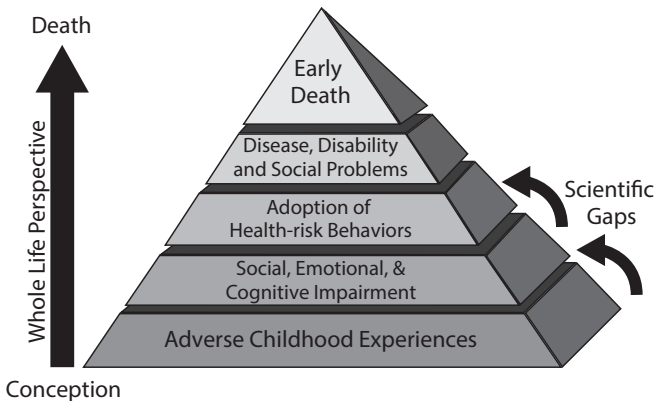 Death
Whole Life Perspective
Conception
Early
Death
Disease, Disability
and Social Problems
Adoption of
Health-risk Behaviors
Social, Emotional, &
Cognitive Impairment
Adverse Childhood Experiences
Scientific
Gaps